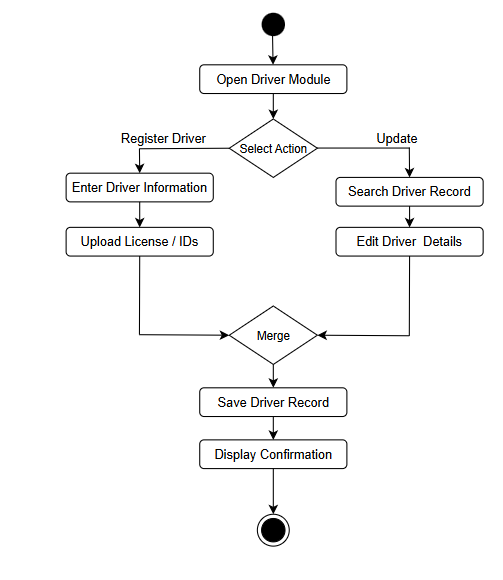 Open Driver Module
Select Action
Register Driver
Update
Enter Driver Information
Search Driver Record
Upload License / IDs
Edit Driver  Details
Merge
Save Driver Record
Display Confirmation